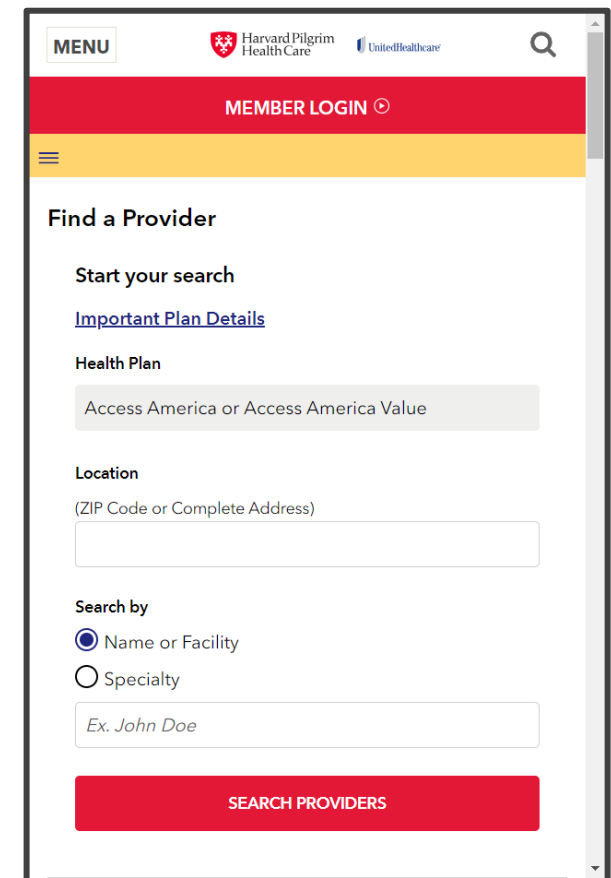 MENU
Harvard Pilgrim
HealthCare
UnitedHealthcare
MEMBER LOGIN
Find a Provider
Start your search
Important Plan Details
Health Plan
Access America or Access America Value
Location
(ZIP Code or Complete Address)
Search by
Name or Facility
Specialty
Ex. John Doe
SEARCH PROVIDERS